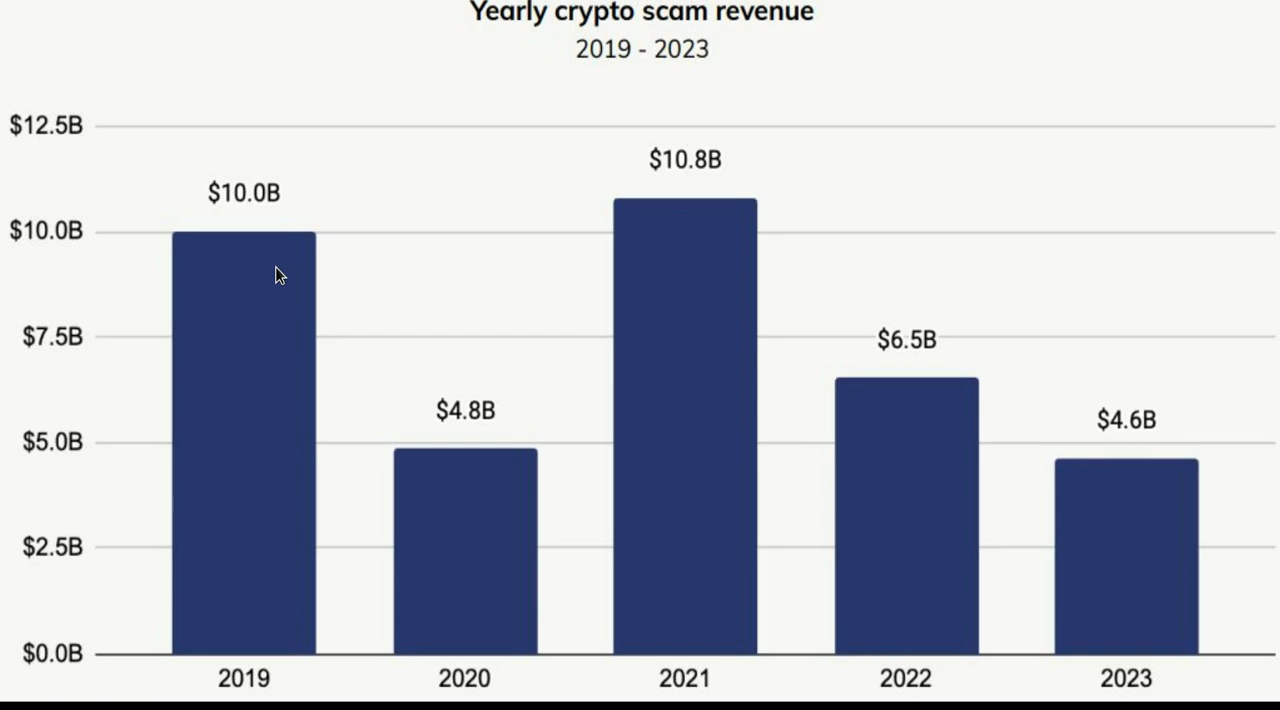 Yearly crypto scam revenue
2019 - 2023
$12.5B
$10.8B
$10.0B
$10.0B
$7.5B
$6.5B
$4.8B
$4.6B
$5.0B
$2.5B
$0.0B
2019 2020 2021 2022 2023